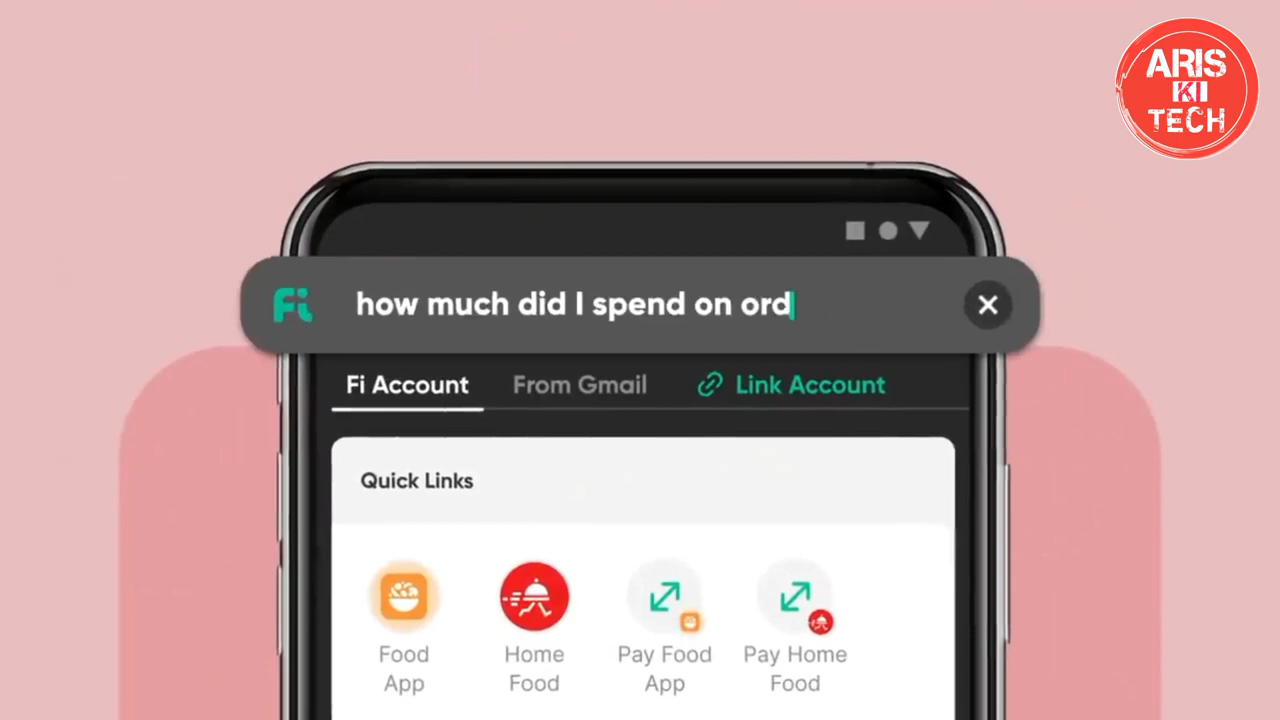 ARIS
KI
TECH
Fi
how much did I spend on ord
Fi Account
From Gmail
Link Account
Quick Links
Food
App
Home
Food
Pay Food
App
Pay Home
Food